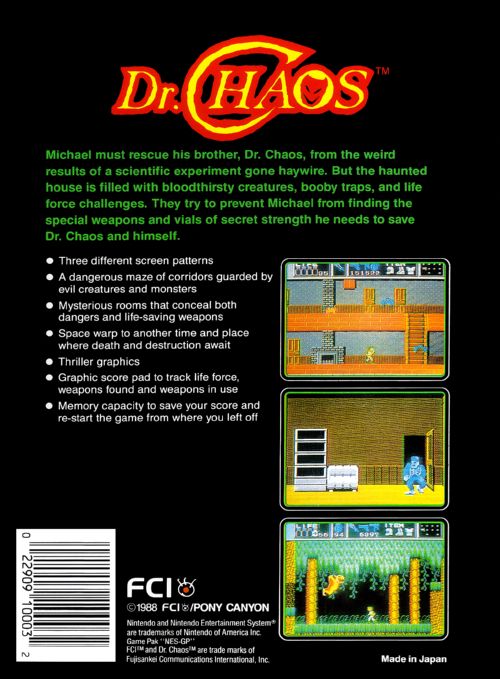 Dr. CHAOS™
Michael must rescue his brother, Dr. Chaos, from the weird
results of a scientific experiment gone haywire. But the haunted
house is filled with bloodthirsty creatures, booby traps, and life
force challenges. They try to prevent Michael from finding the
special weapons and vials of secret strength he needs to save
Dr. Chaos and himself.
● Three different screen patterns
● A dangerous maze of corridors guarded by
evil creatures and monsters
● Mysterious rooms that conceal both
dangers and life-saving weapons
● Space warp to another time and place
where death and destruction await
● Thriller graphics
● Graphic score pad to track life force,
weapons found and weapons in use
● Memory capacity to save your score and
re-start the game from where you left off
LIFE
ITEM
LIFE
ITEM
0 22909 10003 2
FCI
©1988 FCI/PONY CANYON
Nintendo and Nintendo Entertainment System®
are trademarks of Nintendo of America Inc.
Game Pak "NES-GP"
FCI™ and Dr. Chaos™ are trade marks of
Fujisankei Communications International, Inc.
Made in Japan